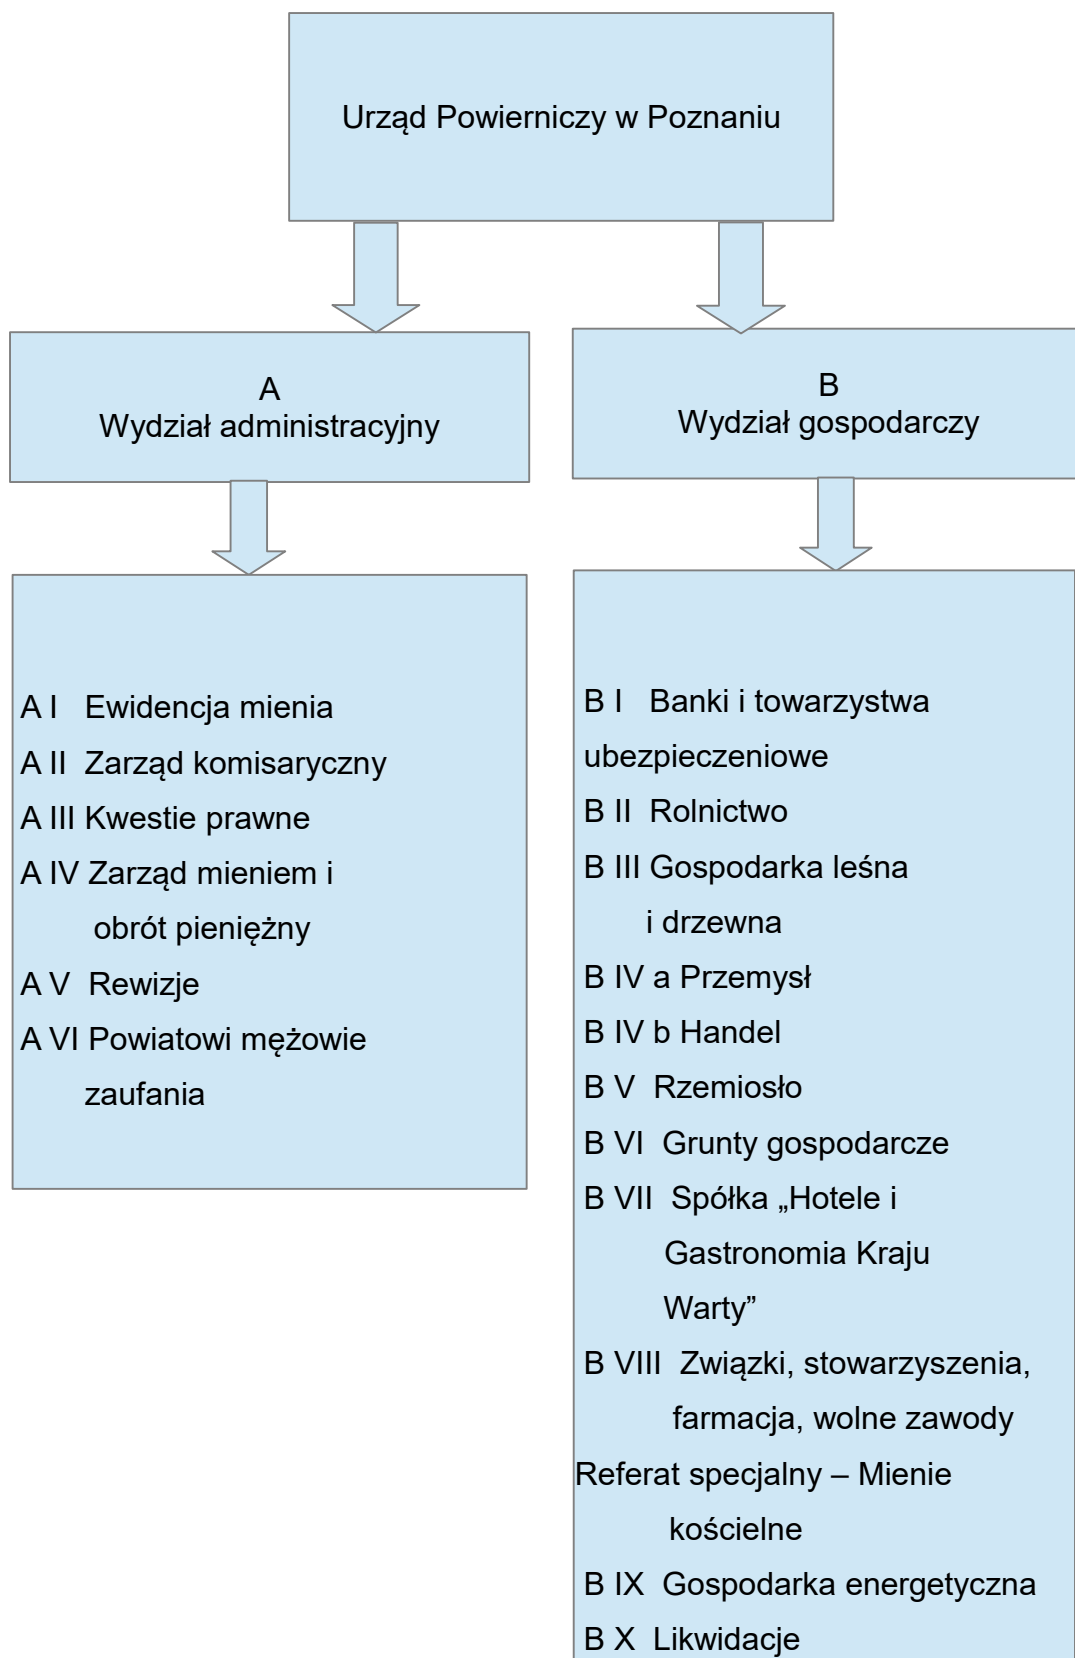 Urząd Powierniczy w Poznaniu
A
Wydział administracyjny
B
Wydział gospodarczy
A I Ewidencja mienia
A II Zarząd komisaryczny
A III Kwestie prawne
A IV Zarząd mieniem i
obrót pieniężny
A V Rewizje
A VI Powiatowi mężowie
zaufania
B I Banki i towarzystwa
ubezpieczeniowe
B II Rolnictwo
B III Gospodarka leśna
i drzewna
B IV a Przemysł
B IV b Handel
B V Rzemiosło
B VI Grunty gospodarcze
B VII Spółka „Hotele i
Gastronomia Kraju
Warty”
B VIII Związki, stowarzyszenia,
farmacja, wolne zawody
Referat specjalny – Mienie
kościelne
B IX Gospodarka energetyczna
B X Likwidacje